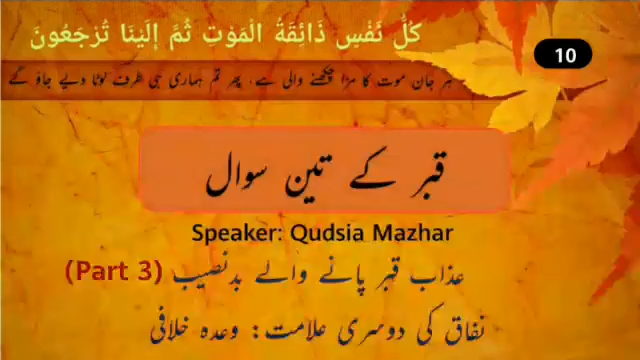 كُلُّ نَفْسٍ ذَائِقَةُ الْمَوْتِ ثُمَّ إِلَيْنَا تُرْجَعُونَ
10
ہر جان موت کا مزا چکھنے والی ہے، پھر تم ہماری ہی طرف لوٹا دیے جاؤ گے
قبر کے تین سوال
Speaker: Qudsia Mazhar
عذاب قبر پانے والے بدنصیب (Part 3)
نفاق کی دوسری علامت: وعدہ خلافی